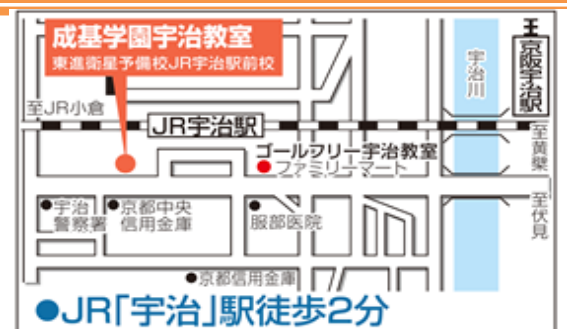 成基学園宇治教室
東進衛星予備校JR宇治駅前校
至JR小倉
JR宇治駅
宇治川
京阪宇治駅
至黄檗
ゴールフリー宇治教室
ファミリーマート
至伏見
宇治警察署
京都中央
信用金庫
服部医院
京都信用金庫
●JR「宇治」駅徒歩2分